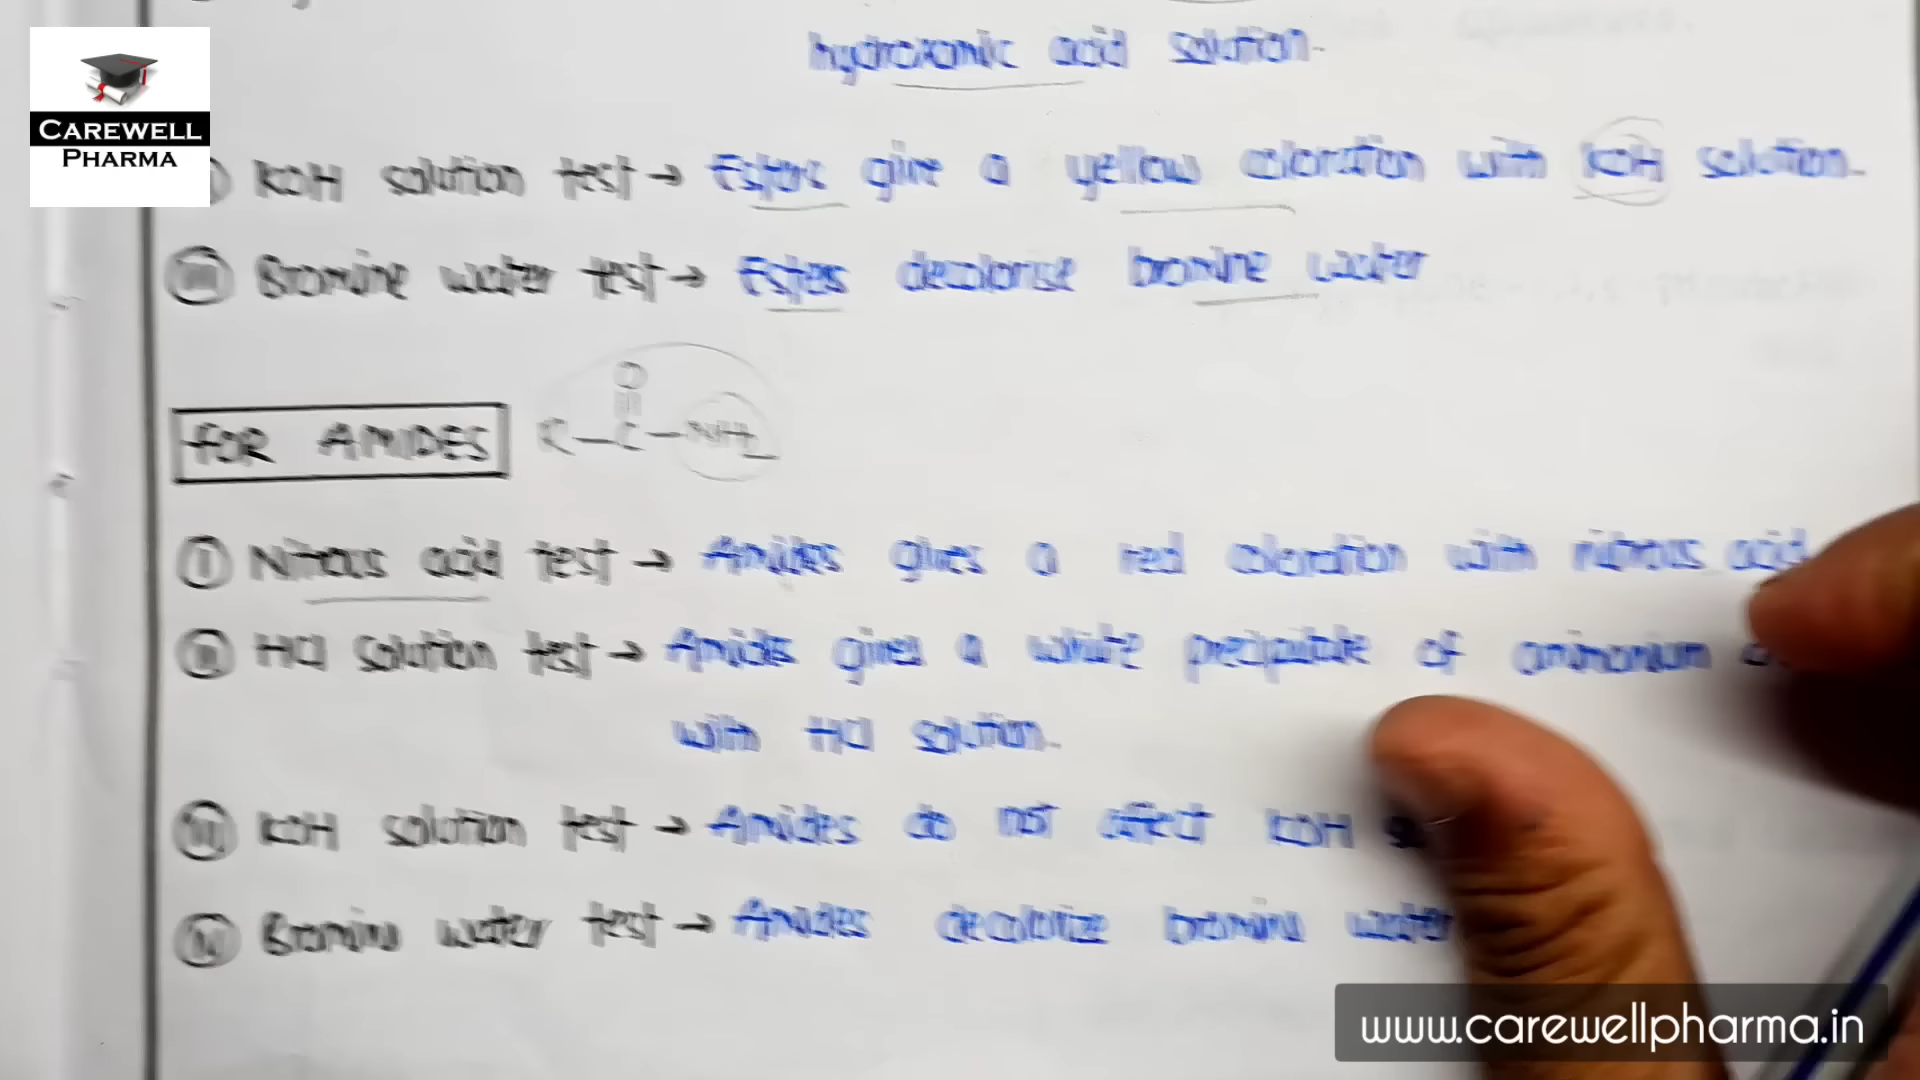 hydroxamic acid solution.
CAREWELL
PHARMA
KOH solution test → Esters give a yellow coloration with KOH solution.
iii Bromine water test → Esters decolorise bromine water
FOR AMIDES R-C-NH2
O
i Nitrous acid test → Amides gives a red coloration with nitrous acid
ii HCl solution test → Amides gives a white precipitate of ammonium
with HCl solution.
iii KOH solution test → Amides do not affect KOH
iv Bromine water test → Amides decolorize bromine water
www.carewellpharma.in